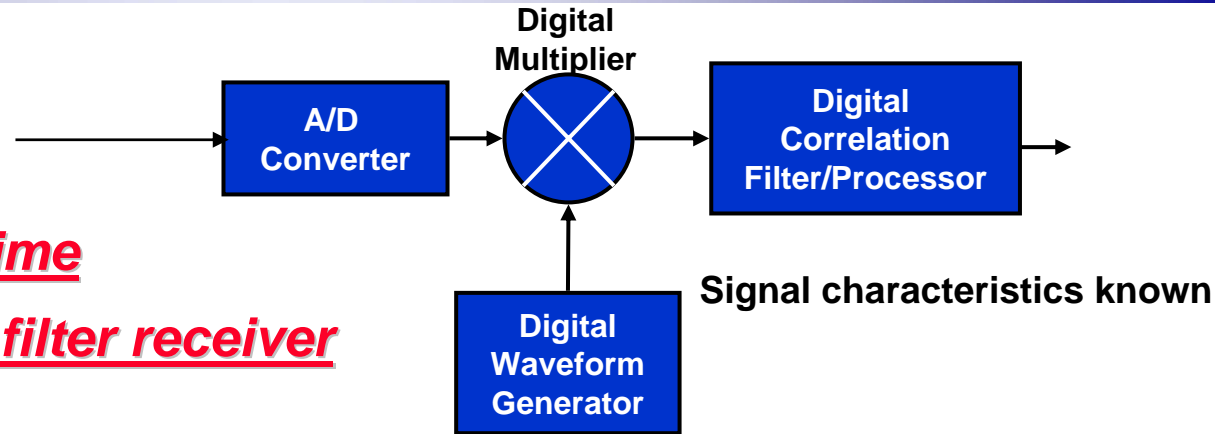 Digital
Multiplier
A/D
Converter
Digital
Correlation
Filter/Processor
ime
filter receiver
Signal characteristics known
Digital
Waveform
Generator